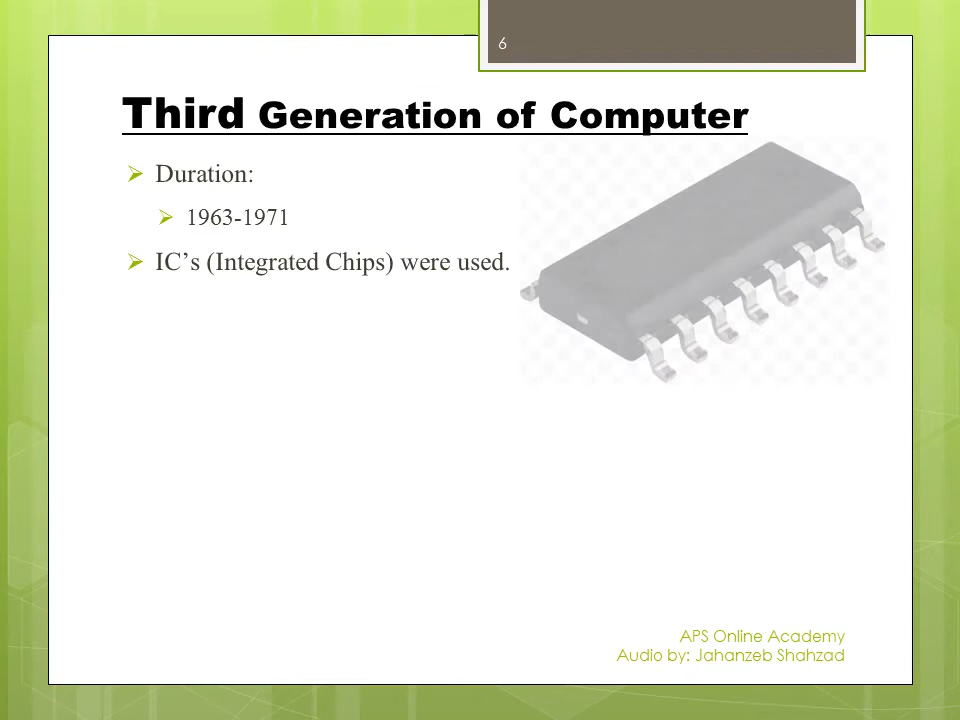 6
Third Generation of Computer
Duration:
1963-1971
IC’s (Integrated Chips) were used.
APS Online Academy
Audio by: Jahanzeb Shahzad